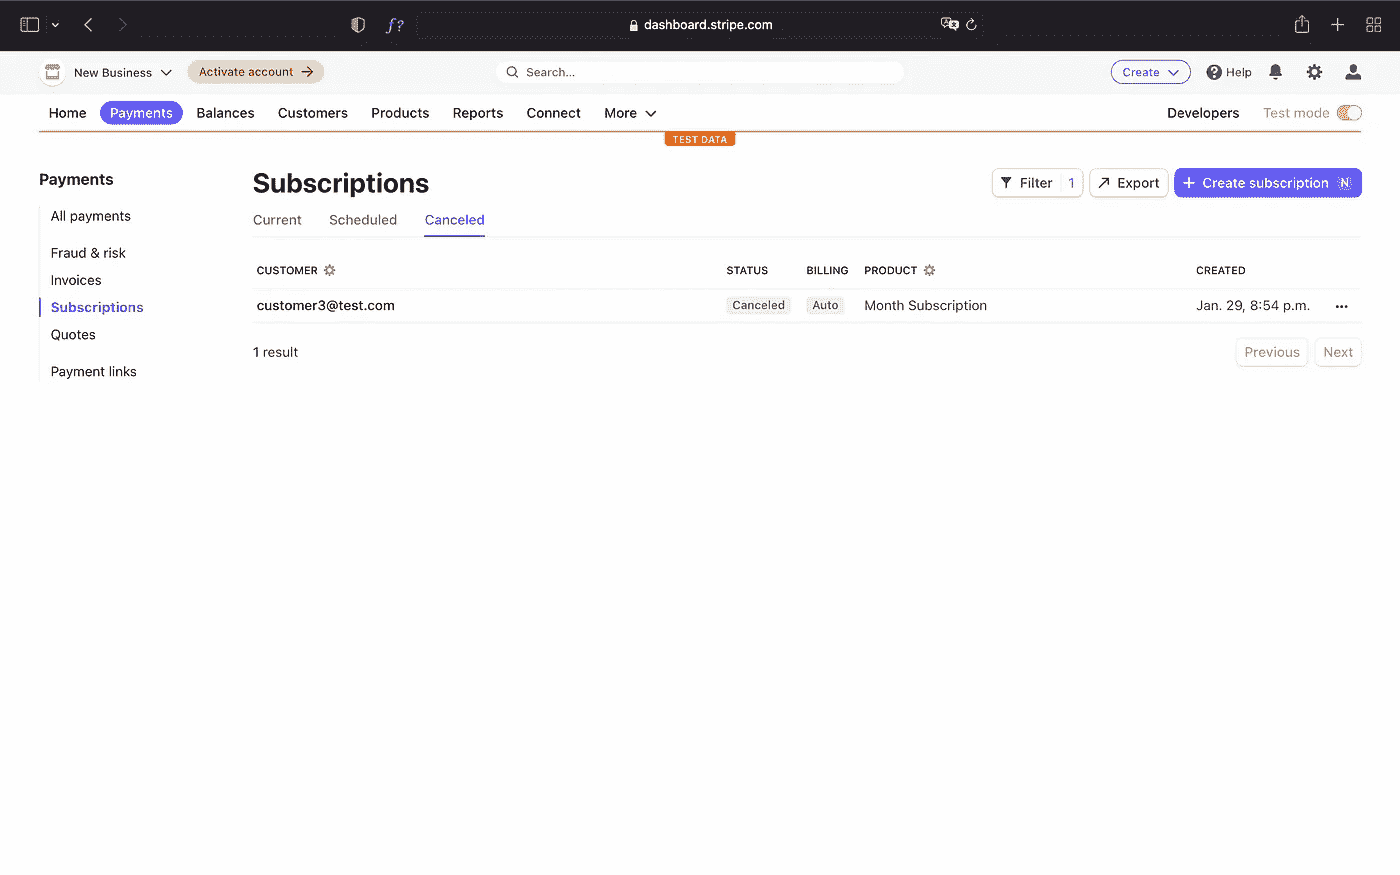 dashboard.stripe.com
New Business
Activate account →
Search...
Create
Help
Home
Payments
Balances
Customers
Products
Reports
Connect
More
Developers
Test mode
TEST DATA
Payments
All payments
Fraud & risk
Invoices
Subscriptions
Quotes
Payment links
Subscriptions
Filter 1
Export
+ Create subscription N
Current
Scheduled
Canceled
CUSTOMER STATUS BILLING PRODUCT CREATED
customer3@test.com Canceled Auto Month Subscription Jan. 29, 8:54 p.m. •••
1 result
Previous
Next